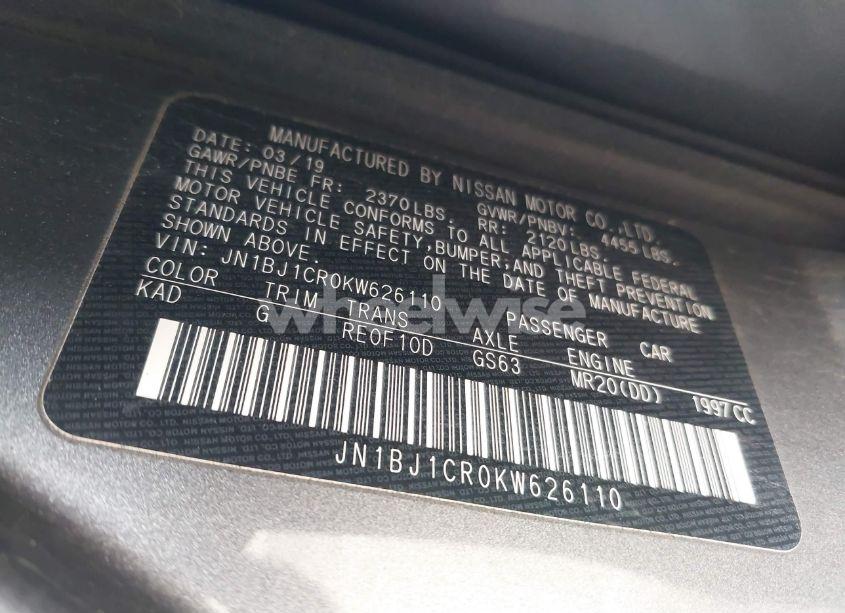 MANUFACTURED BY NISSAN MOTOR CO.,LTD.
DATE: 03/19 GVWR/PNBV: 4455LBS.
GAWR/PNBE FR: 2370LBS. RR: 2120LBS.
THIS VEHICLE CONFORMS TO ALL APPLICABLE FEDERAL
MOTOR VEHICLE SAFETY,BUMPER,AND THEFT PREVENTION
STANDARDS IN EFFECT ON THE DATE OF MANUFACTURE
SHOWN ABOVE.
VIN: JN1BJ1CR0KW626110 PASSENGER CAR
COLOR TRIM TRANS AXLE ENGINE
KAD G RE0F10D GS63 MR20(DD) 1997CC
JN1BJ1CR0KW626110
wheelwise